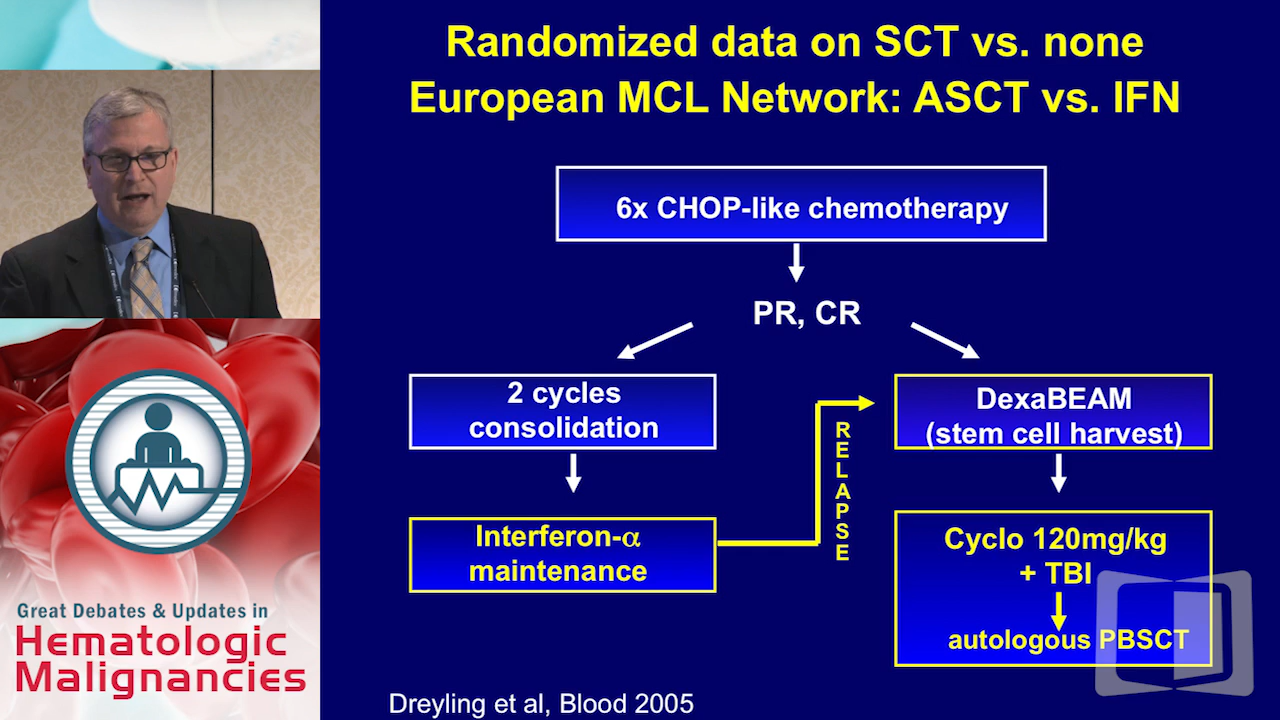 Randomized data on SCT vs. none
European MCL Network: ASCT vs. IFN
6x CHOP-like chemotherapy
PR, CR
2 cycles
consolidation
Interferon-α
maintenance
RELAPSE
DexaBEAM
(stem cell harvest)
Cyclo 120mg/kg
+ TBI
autologous PBSCT
Dreyling et al, Blood 2005
Great Debates & Updates in
Hematologic
Malignancies